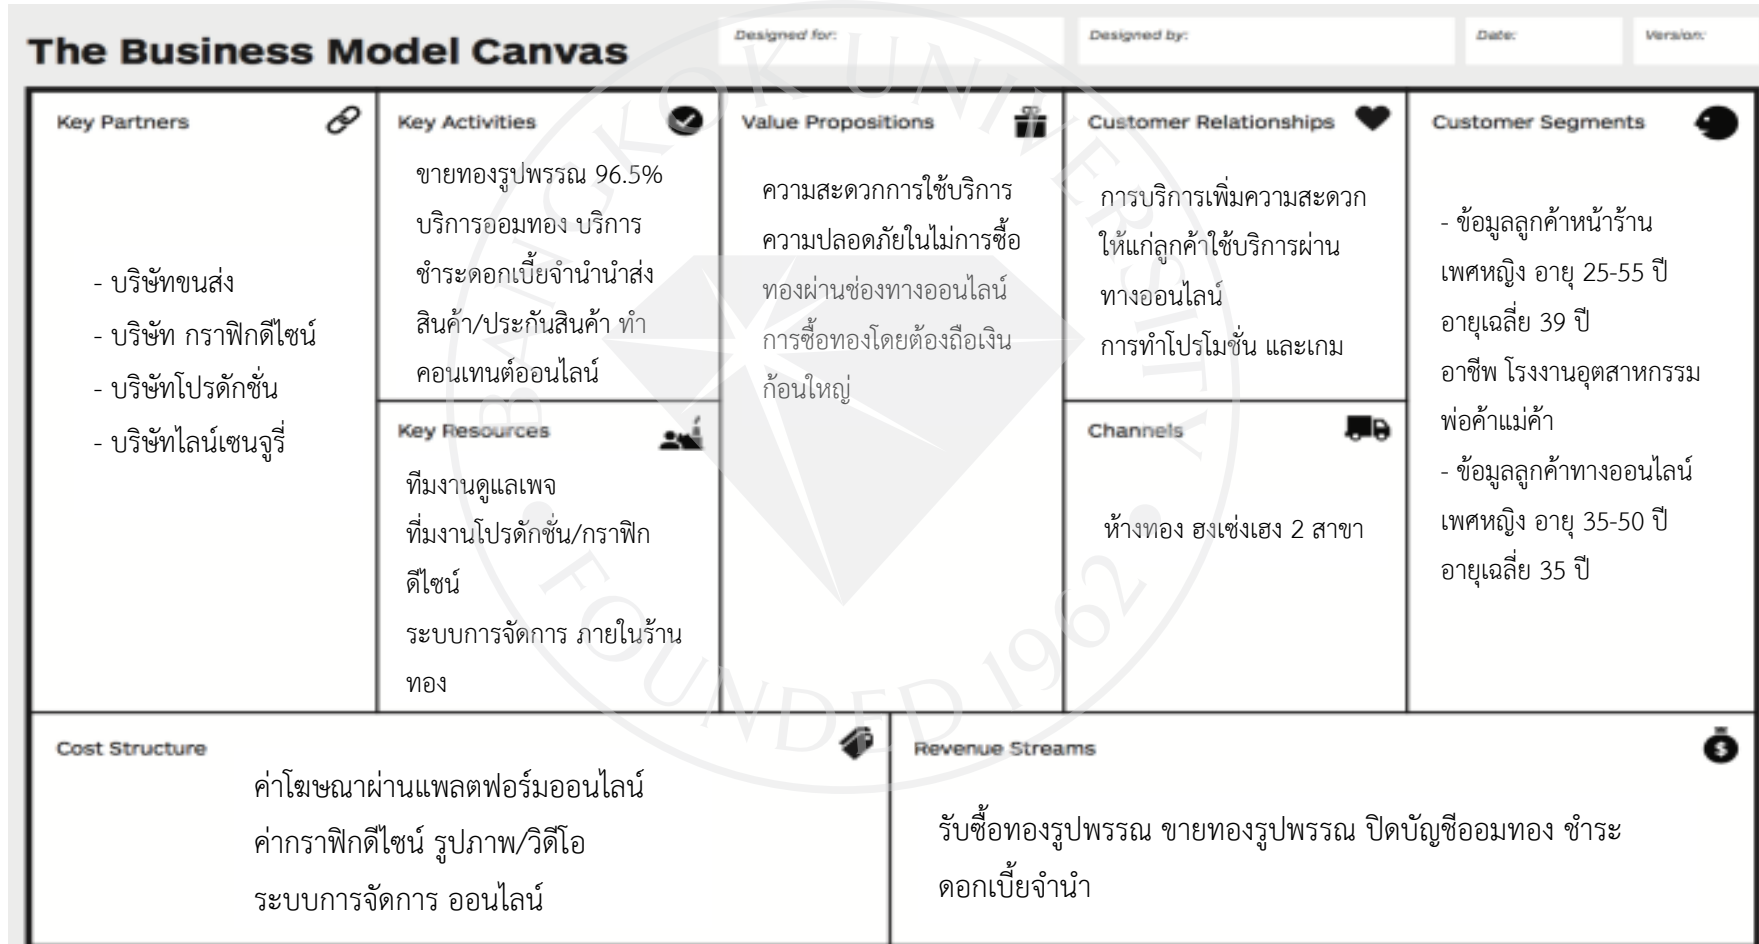 The Business Model Canvas
Designed for:
Designed by:
Date:
Version:
Key Partners
- บริษัทขนส่ง
- บริษัท กราฟิกดีไซน์
- บริษัทโปรดักชั่น
- บริษัทไลน์เซนจูรี่
Key Activities
ขายทองรูปพรรณ 96.5%
บริการออมทอง บริการ
ชำระดอกเบี้ยจำนำนำส่ง
สินค้า/ประกันสินค้า ทำ
คอนเทนต์ออนไลน์
Key Resources
ทีมงานดูแลเพจ
ที่มงานโปรดักชั่น/กราฟิก
ดีไซน์
ระบบการจัดการ ภายในร้าน
ทอง
Value Propositions
ความสะดวกการใช้บริการ
ความปลอดภัยในไม่การซื้อ
ทองผ่านช่องทางออนไลน์
การซื้อทองโดยต้องถือเงิน
ก้อนใหญ่
Customer Relationships
การบริการเพิ่มความสะดวก
ให้แก่ลูกค้าใช้บริการผ่าน
ทางออนไลน์
การทำโปรโมชั่น และเกม
Channels
ห้างทอง ฮงเซ่งเฮง 2 สาขา
Customer Segments
- ข้อมูลลูกค้าหน้าร้าน
เพศหญิง อายุ 25-55 ปี
อายุเฉลี่ย 39 ปี
อาชีพ โรงงานอุตสาหกรรม
พ่อค้าแม่ค้า
- ข้อมูลลูกค้าทางออนไลน์
เพศหญิง อายุ 35-50 ปี
อายุเฉลี่ย 35 ปี
Cost Structure
ค่าโฆษณาผ่านแพลตฟอร์มออนไลน์
ค่ากราฟิกดีไซน์ รูปภาพ/วิดีโอ
ระบบการจัดการ ออนไลน์
Revenue Streams
รับซื้อทองรูปพรรณ ขายทองรูปพรรณ ปิดบัญชีออมทอง ชำระ
ดอกเบี้ยจำนำ
BANGKOK UNIVERSITY
FOUNDED 1962